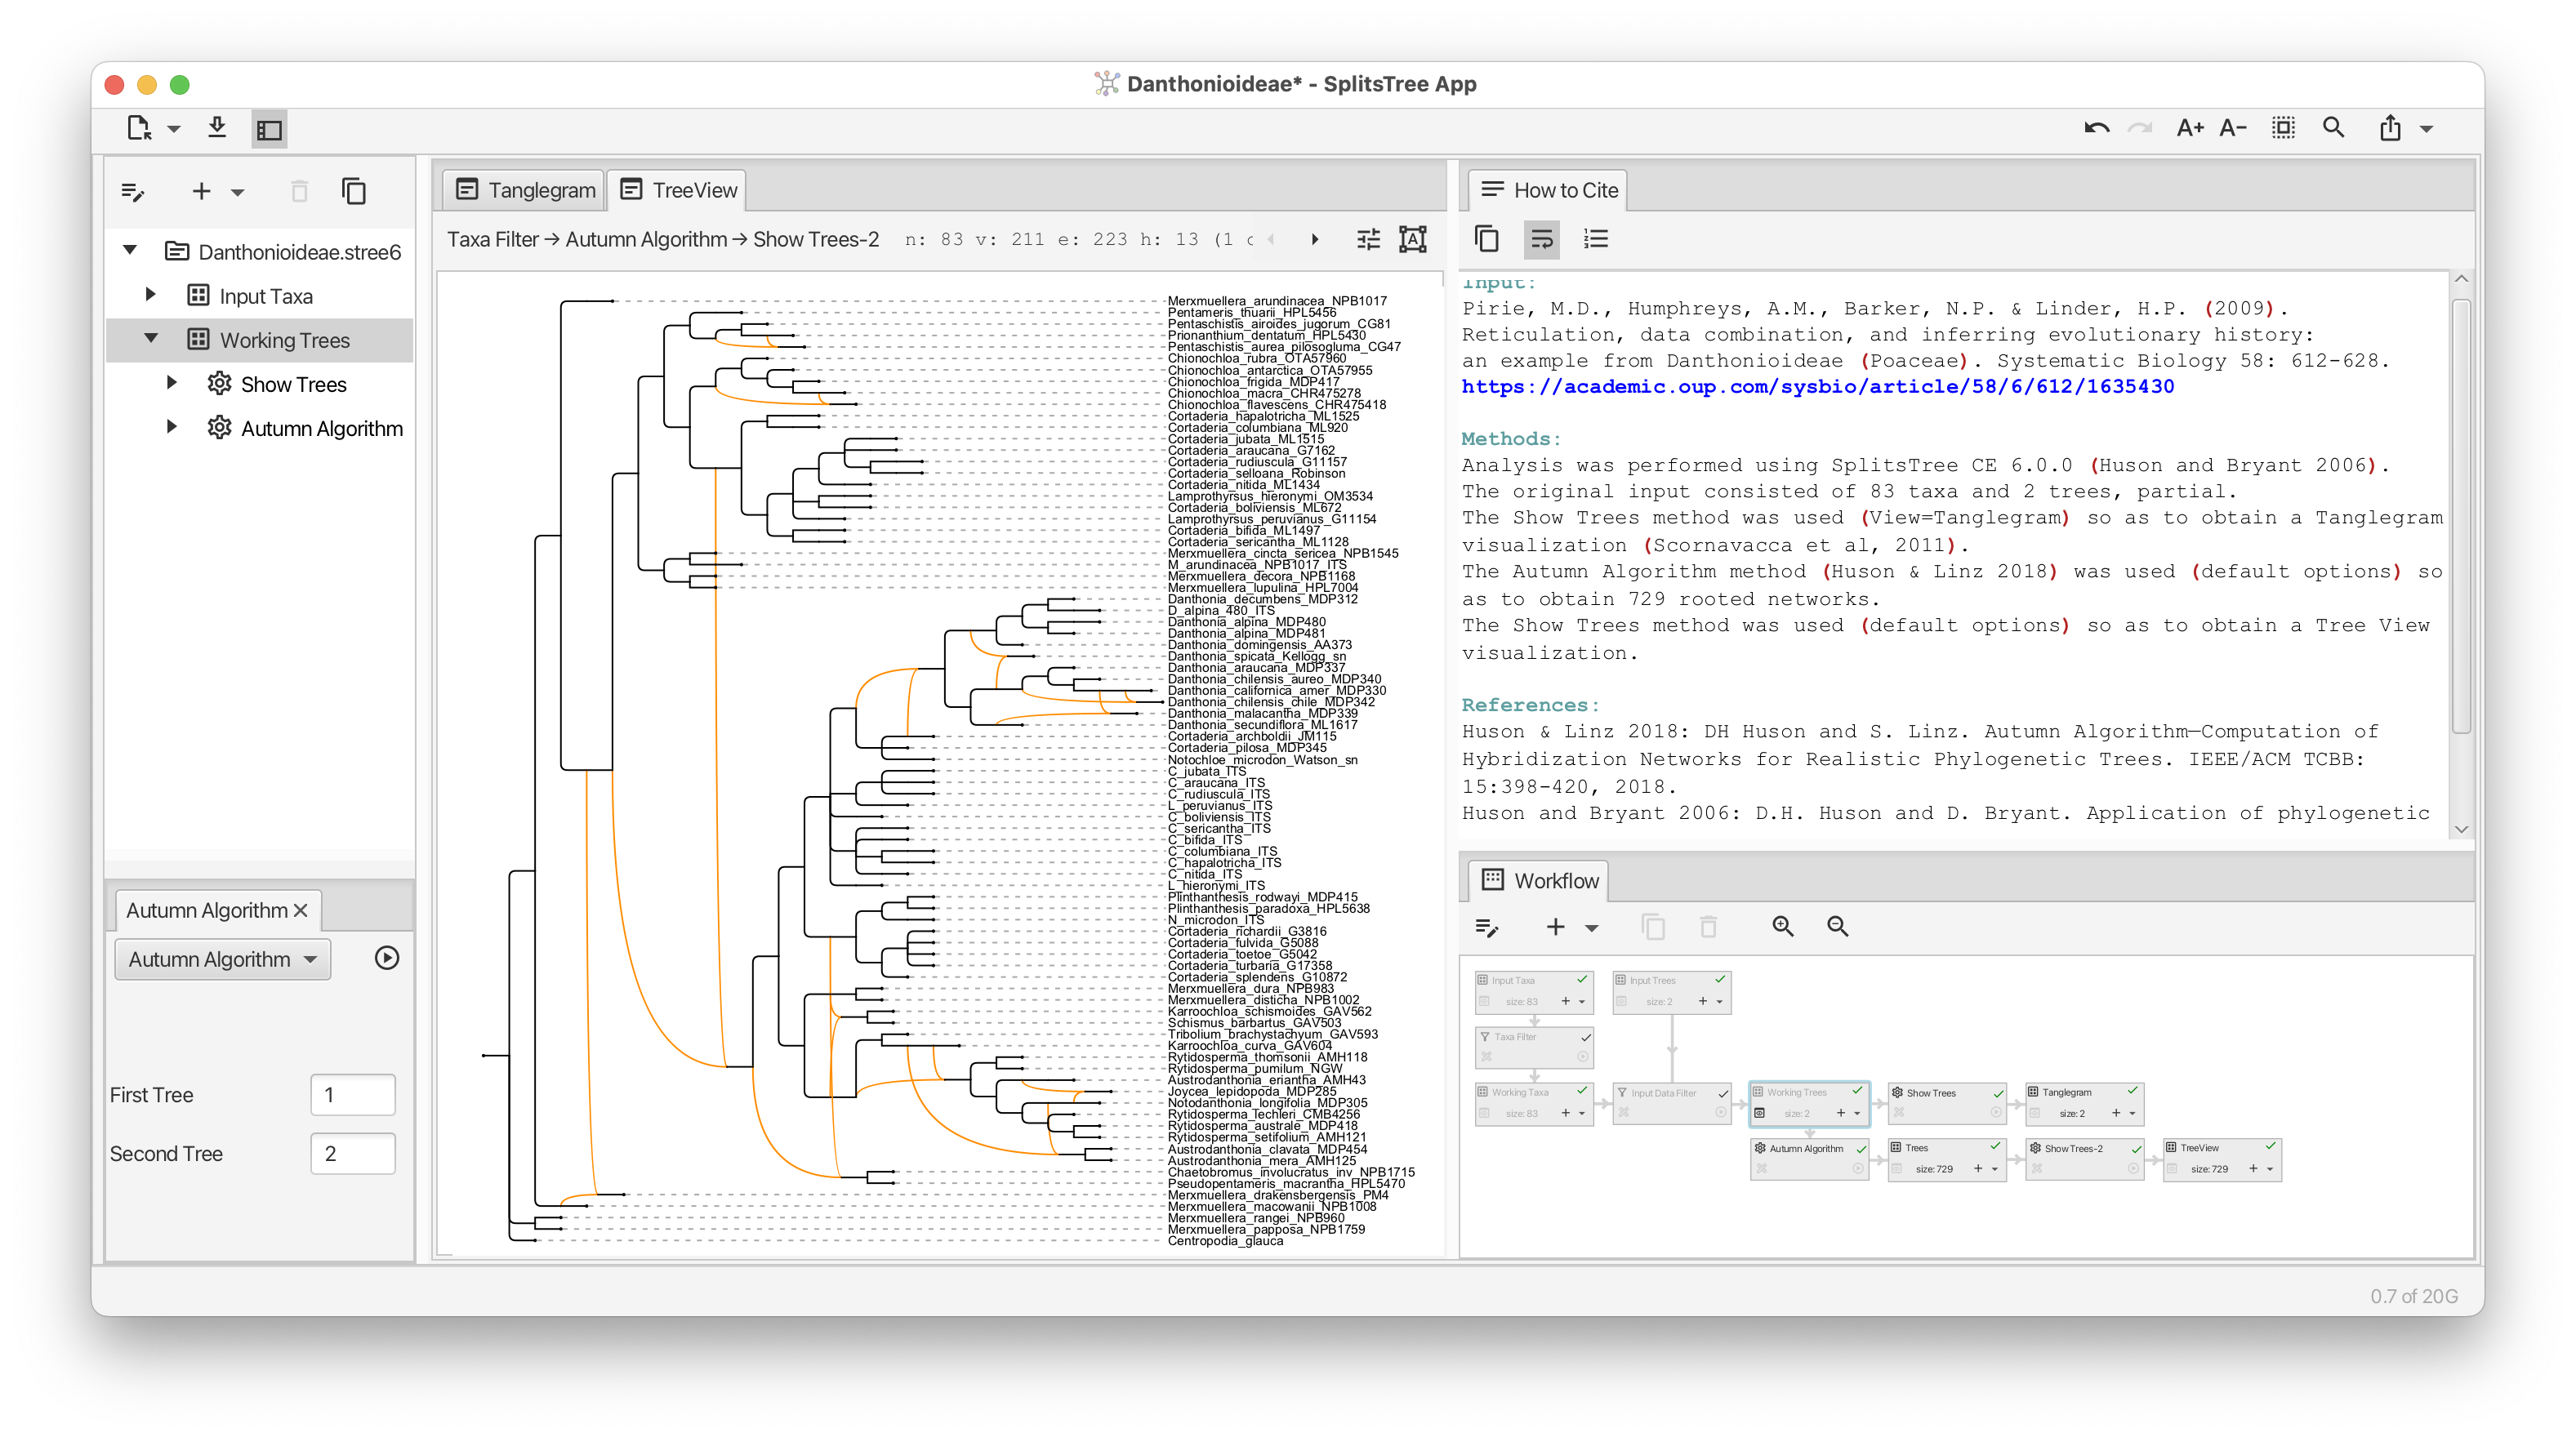 Danthonioideae* - SplitsTree App
A+ A-
Danthonioideae.stree6
Input Taxa
Working Trees
Show Trees
Autumn Algorithm
Autumn Algorithm
Autumn Algorithm
First Tree 1
Second Tree 2
Tanglegram TreeView
Taxa Filter → Autumn Algorithm → Show Trees-2 n: 83 v: 211 e: 223 h: 13 (1
A
Merxmuellera_arundinacea_NPB1017
Pentameris_thuarii_HPL5456
Pentaschistis_airoides_jugorum_CG81
Prionanthium_dentatum_HPL5430
Pentaschistis_aurea_pilosogluma_CG47
Chionochloa_rubra_OTA57960
Chionochloa_antarctica_OTA57955
Chionochloa_frigida_MDP417
Chionochloa_macra_CHR475278
Chionochloa_flavescens_CHR475418
Cortaderia_hapalotricha_ML1525
Cortaderia_columbiana_ML920
Cortaderia_jubata_ML1515
Cortaderia_araucana_G7162
Cortaderia_rudiuscula_G11157
Cortaderia_selloana_Robinson
Cortaderia_nitida_ML1434
Lamprothyrsus_hieronymi_OM3534
Cortaderia_boliviensis_ML672
Lamprothyrsus_peruvianus_G11154
Cortaderia_bifida_ML1497
Cortaderia_sericantha_ML1128
Merxmuellera_cincta_sericea_NPB1545
M_arundinacea_NPB1017_ITS
Merxmuellera_decora_NPB1168
Merxmuellera_lupulina_HPL7004
Danthonia_decumbens_MDP312
D_alpina_480_ITS
Danthonia_alpina_MDP480
Danthonia_alpina_MDP481
Danthonia_domingensis_AA373
Danthonia_spicata_Kellogg_sn
Danthonia_araucana_MDP337
Danthonia_chilensis_aureo_MDP340
Danthonia_californica_amer_MDP330
Danthonia_chilensis_chile_MDP342
Danthonia_malacantha_MDP339
Danthonia_secundiflora_ML1617
Cortaderia_archboldii_JM115
Cortaderia_pilosa_MDP345
Notochloe_microdon_Watson_sn
C_jubata_ITS
C_araucana_ITS
C_rudiuscula_ITS
L_peruvianus_ITS
C_boliviensis_ITS
C_sericantha_ITS
C_bifida_ITS
C_columbiana_ITS
C_hapalotricha_ITS
C_nitida_ITS
L_hieronymi_ITS
Plinthanthesis_rodwayi_MDP415
Plinthanthesis_paradoxa_HPL5638
N_microdon_ITS
Cortaderia_richardii_G3816
Cortaderia_fulvida_G5088
Cortaderia_toetoe_G5042
Cortaderia_turbaria_G17358
Cortaderia_splendens_G10872
Merxmuellera_dura_NPB983
Merxmuellera_disticha_NPB1002
Karroochloa_schismoides_GAV562
Schismus_barbartus_GAV503
Tribolium_brachystachyum_GAV593
Karroochloa_curva_GAV604
Rytidosperma_thomsonii_AMH118
Rytidosperma_pumilum_NGW
Austrodanthonia_eriantha_AMH43
Joycea_lepidopoda_MDP285
Notodanthonia_longifolia_MDP305
Rytidosperma_Techleri_CMB4256
Rytidosperma_australe_MDP418
Rytidosperma_setifolium_AMH121
Austrodanthonia_clavata_MDP454
Austrodanthonia_mera_AMH125
Chaetobromus_involucratus_inv_NPB1715
Pseudopentameris_macrantha_HPL5470
Merxmuellera_drakensbergensis_PM4
Merxmuellera_macowanii_NPB1008
Merxmuellera_rangei_NPB960
Merxmuellera_papposa_NPB1759
Centropodia_glauca
How to Cite
Input:
Pirie, M.D., Humphreys, A.M., Barker, N.P. & Linder, H.P. (2009).
Reticulation, data combination, and inferring evolutionary history:
an example from Danthonioideae (Poaceae). Systematic Biology 58: 612-628.
https://academic.oup.com/sysbio/article/58/6/612/1635430
Methods:
Analysis was performed using SplitsTree CE 6.0.0 (Huson and Bryant 2006).
The original input consisted of 83 taxa and 2 trees, partial.
The Show Trees method was used (View=Tanglegram) so as to obtain a Tanglegram
visualization (Scornavacca et al, 2011).
The Autumn Algorithm method (Huson & Linz 2018) was used (default options) so
as to obtain 729 rooted networks.
The Show Trees method was used (default options) so as to obtain a Tree View
visualization.
References:
Huson & Linz 2018: DH Huson and S. Linz. Autumn Algorithm—Computation of
Hybridization Networks for Realistic Phylogenetic Trees. IEEE/ACM TCBB:
15:398-420, 2018.
Huson and Bryant 2006: D.H. Huson and D. Bryant. Application of phylogenetic
Workflow
Input Taxa Input Trees
size: 83 size: 2
Taxa Filter
Working Taxa Input Data Filter Working Trees Show Trees Tanglegram
size: 83 size: 2 size: 2
Autumn Algorithm Trees Show Trees-2 TreeView
size: 729 size: 729
0.7 of 20G